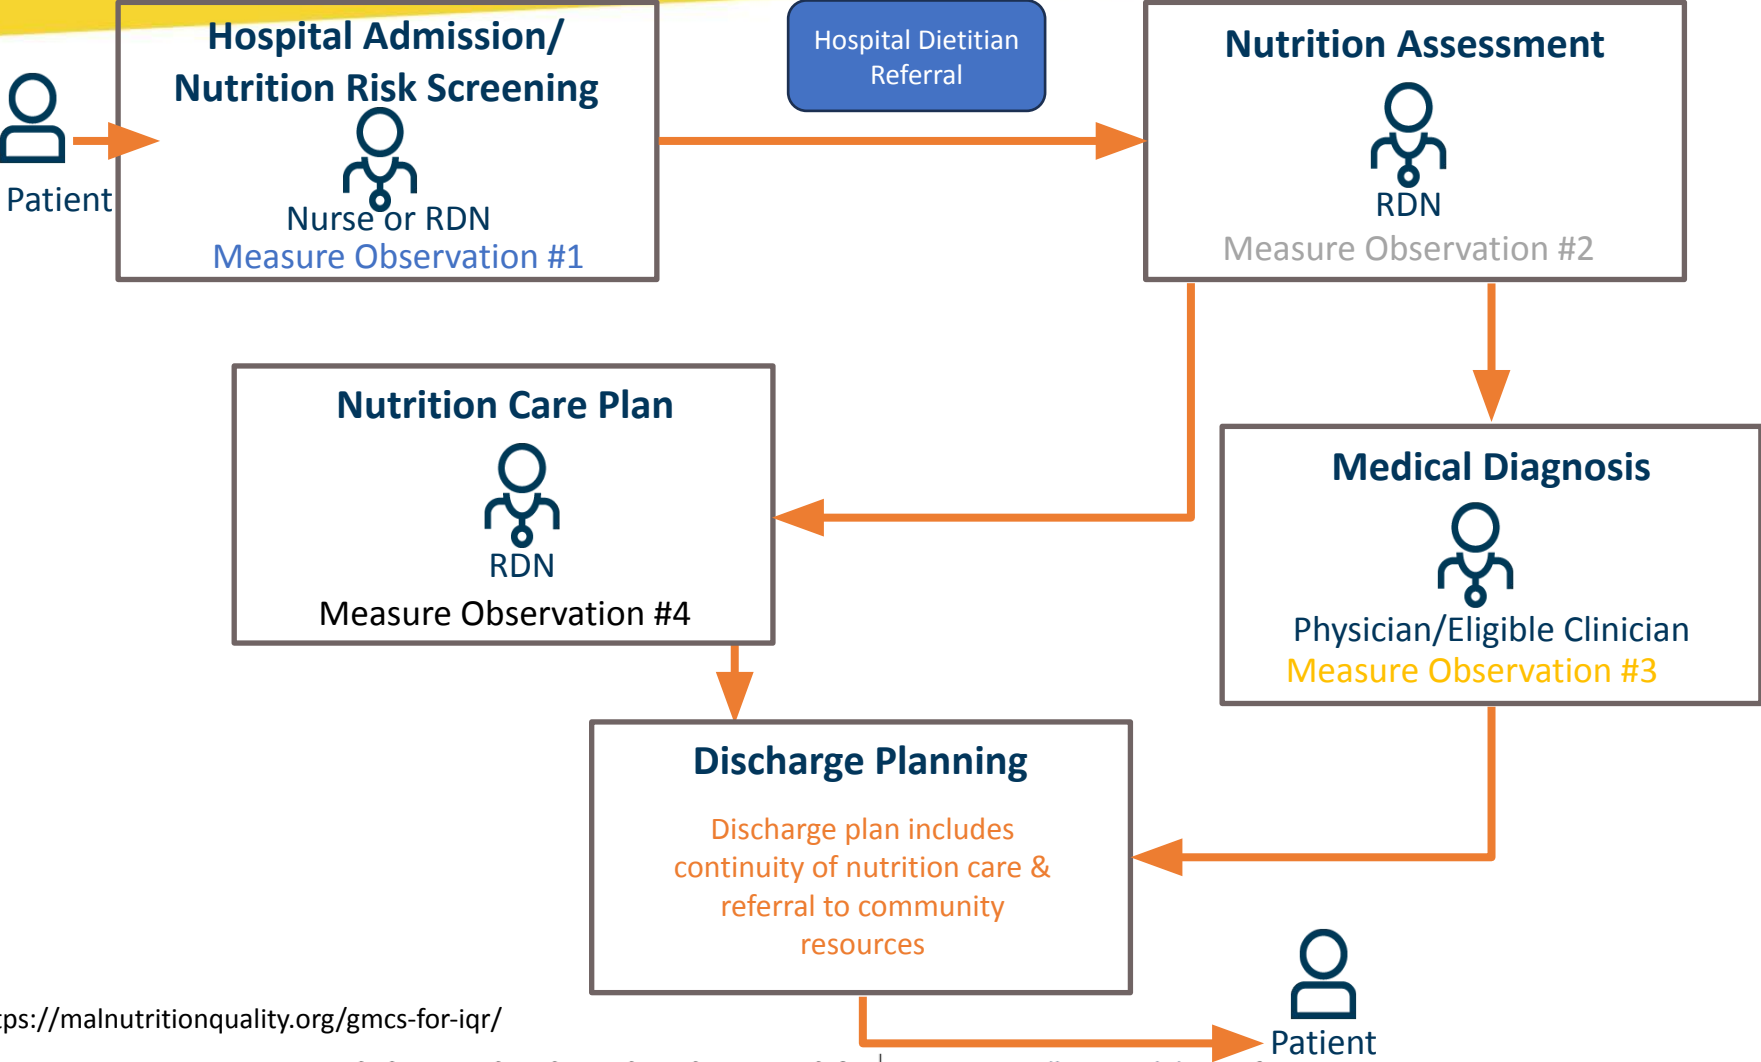 Hospital Admission/
Nutrition Risk Screening
Nurse or RDN
Measure Observation #1
Patient
Hospital Dietitian
Referral
Nutrition Assessment
RDN
Measure Observation #2
Nutrition Care Plan
RDN
Measure Observation #4
Medical Diagnosis
Physician/Eligible Clinician
Measure Observation #3
Discharge Planning
Discharge plan includes
continuity of nutrition care &
referral to community
resources
Patient
tps://malnutritionquality.org/gmcs-for-iqr/